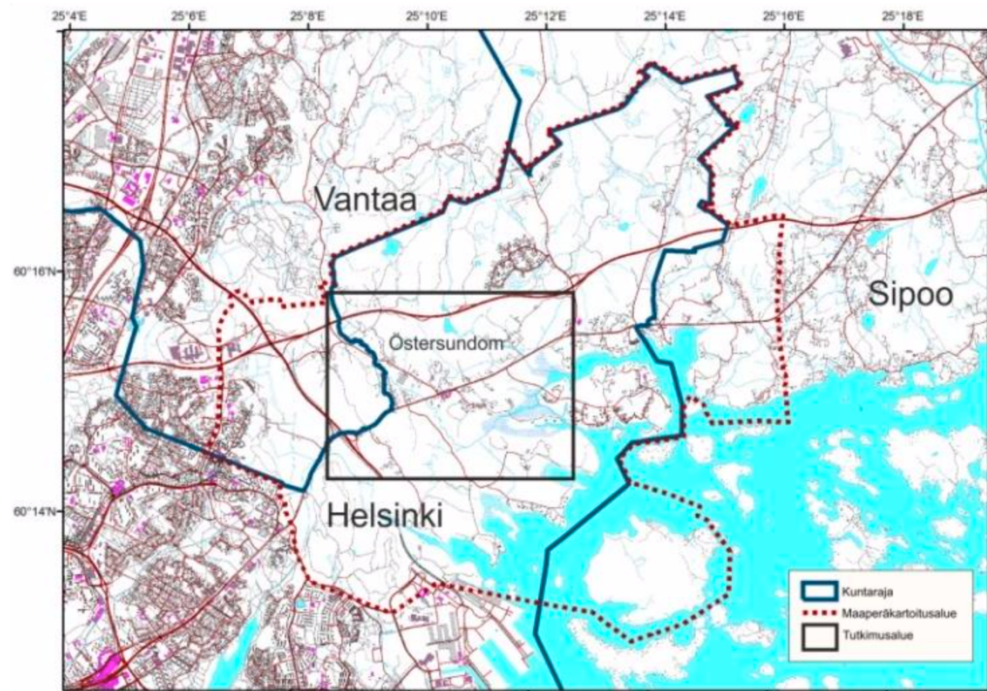 25°4'E 25°6'E 25°8'E 25°10'E 25°12'E 25°14'E 25°16'E 25°18'E
Vantaa
60°16'N
Sipoo
Östersundom
60°14'N
Helsinki
Kuntaraja
Maaperäkartoitusalue
Tutkimusalue